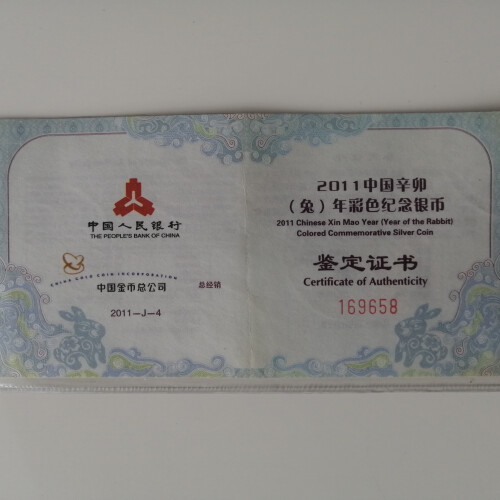 中国人民银行
THE PEOPLE'S BANK OF CHINA
CHINA GOLD COIN INCORPORATION
中国金币总公司
总经销
2011-J-4
2011中国辛卯
(兔)年彩色纪念银币
2011 Chinese Xin Mao Year (Year of the Rabbit)
Colored Commemorative Silver Coin
鉴定证书
Certificate of Authenticity
169658